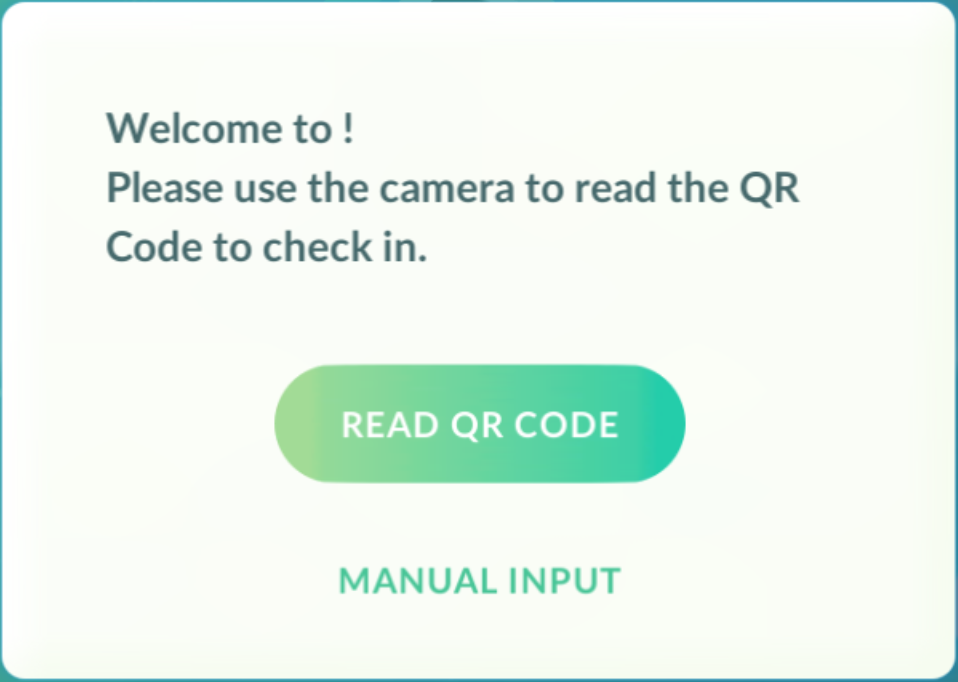 Welcome to !
Please use the camera to read the QR
Code to check in.
READ QR CODE
MANUAL INPUT